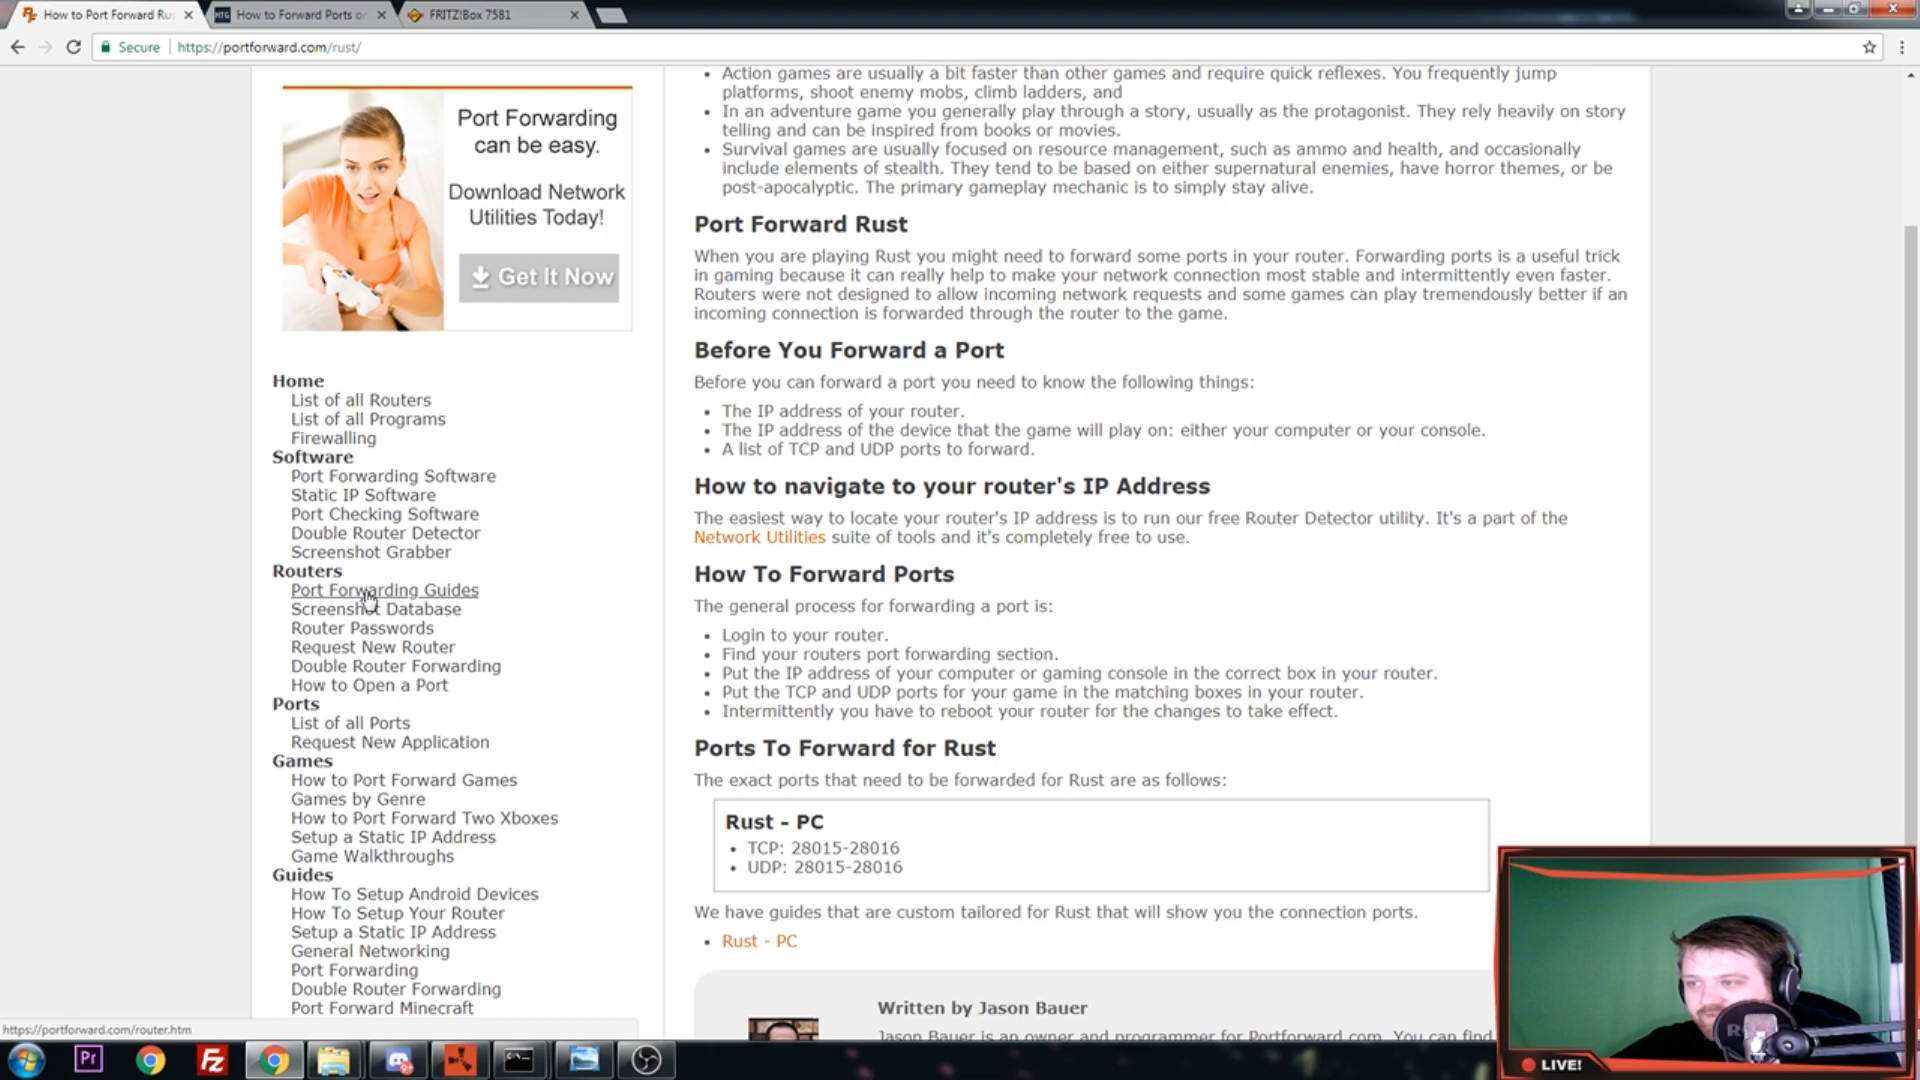 How to Port Forward Rus
How to Forward Ports or
FRITZ!Box 7581
Secure
https://portforward.com/rust/
Port Forwarding
can be easy.
Download Network
Utilities Today!
Get It Now
Home
List of all Routers
List of all Programs
Firewalling
Software
Port Forwarding Software
Static IP Software
Port Checking Software
Double Router Detector
Screenshot Grabber
Routers
Port Forwarding Guides
Screenshot Database
Router Passwords
Request New Router
Double Router Forwarding
How to Open a Port
Ports
List of all Ports
Request New Application
Games
How to Port Forward Games
Games by Genre
How to Port Forward Two Xboxes
Setup a Static IP Address
Game Walkthroughs
Guides
How To Setup Android Devices
How To Setup Your Router
Setup a Static IP Address
General Networking
Port Forwarding
Double Router Forwarding
Port Forward Minecraft
https://portforward.com/router.htm
Action games are usually a bit faster than other games and require quick reflexes. You frequently jump
platforms, shoot enemy mobs, climb ladders, and
In an adventure game you generally play through a story, usually as the protagonist. They rely heavily on story
telling and can be inspired from books or movies.
Survival games are usually focused on resource management, such as ammo and health, and occasionally
include elements of stealth. They tend to be based on either supernatural enemies, have horror themes, or be
post-apocalyptic. The primary gameplay mechanic is to simply stay alive.
Port Forward Rust
When you are playing Rust you might need to forward some ports in your router. Forwarding ports is a useful trick
in gaming because it can really help to make your network connection most stable and intermittently even faster.
Routers were not designed to allow incoming network requests and some games can play tremendously better if an
incoming connection is forwarded through the router to the game.
Before You Forward a Port
Before you can forward a port you need to know the following things:
The IP address of your router.
The IP address of the device that the game will play on: either your computer or your console.
A list of TCP and UDP ports to forward.
How to navigate to your router's IP Address
The easiest way to locate your router's IP address is to run our free Router Detector utility. It's a part of the
Network Utilities suite of tools and it's completely free to use.
How To Forward Ports
The general process for forwarding a port is:
Login to your router.
Find your routers port forwarding section.
Put the IP address of your computer or gaming console in the correct box in your router.
Put the TCP and UDP ports for your game in the matching boxes in your router.
Intermittently you have to reboot your router for the changes to take effect.
Ports To Forward for Rust
The exact ports that need to be forwarded for Rust are as follows:
Rust - PC
TCP: 28015-28016
UDP: 28015-28016
We have guides that are custom tailored for Rust that will show you the connection ports.
Rust - PC
Written by Jason Bauer
Jason Bauer is an owner and programmer for Portforward.com. You can find
LIVE!
Pr
Fz